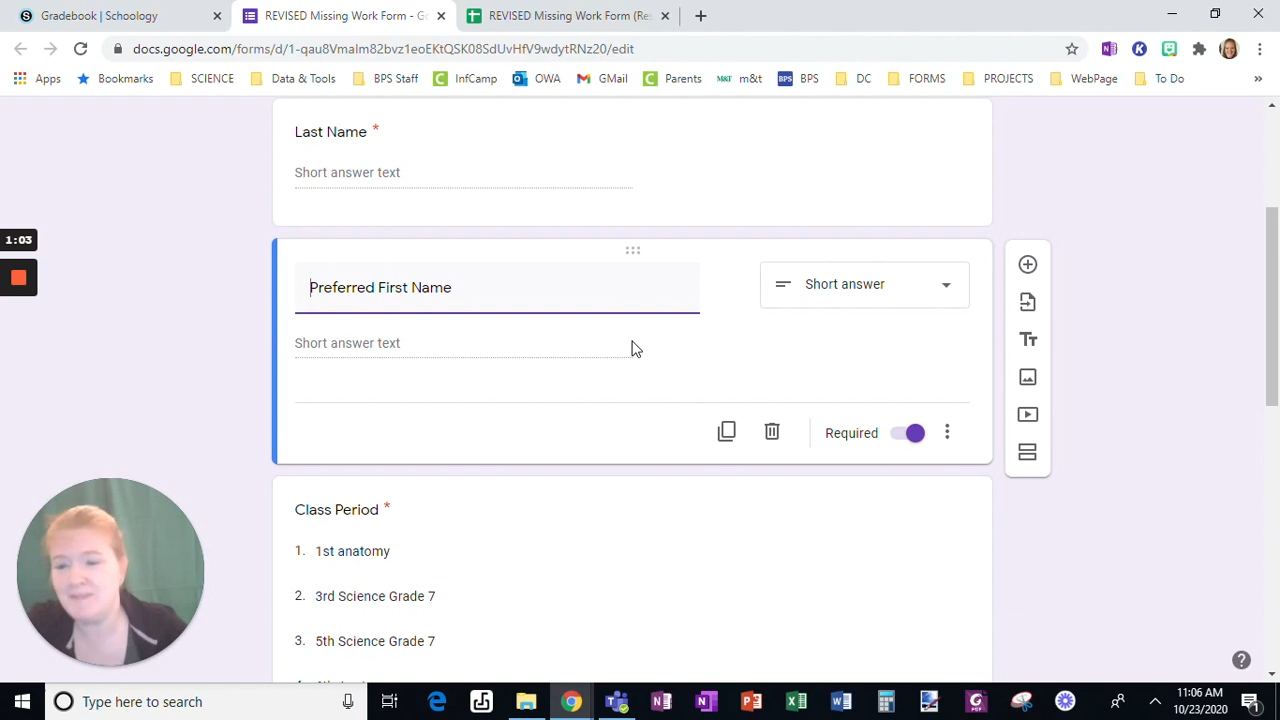 Gradebook | Schoology
REVISED Missing Work Form - Go
REVISED Missing Work Form (Res
docs.google.com/forms/d/1-qau8Vmalm82bvz1eoEKtQSK08SdUvHfV9wdytRNz20/edit
Apps
Bookmarks
SCIENCE
Data & Tools
BPS Staff
InfCamp
OWA
GMail
Parents
M&T m&t
BPS BPS
DC
FORMS
PROJECTS
WebPage
To Do
»
Last Name *
Short answer text
1:03
Preferred First Name
Short answer
Short answer text
Required
Class Period *
1. 1st anatomy
2. 3rd Science Grade 7
3. 5th Science Grade 7
Type here to search
11:06 AM
10/23/2020